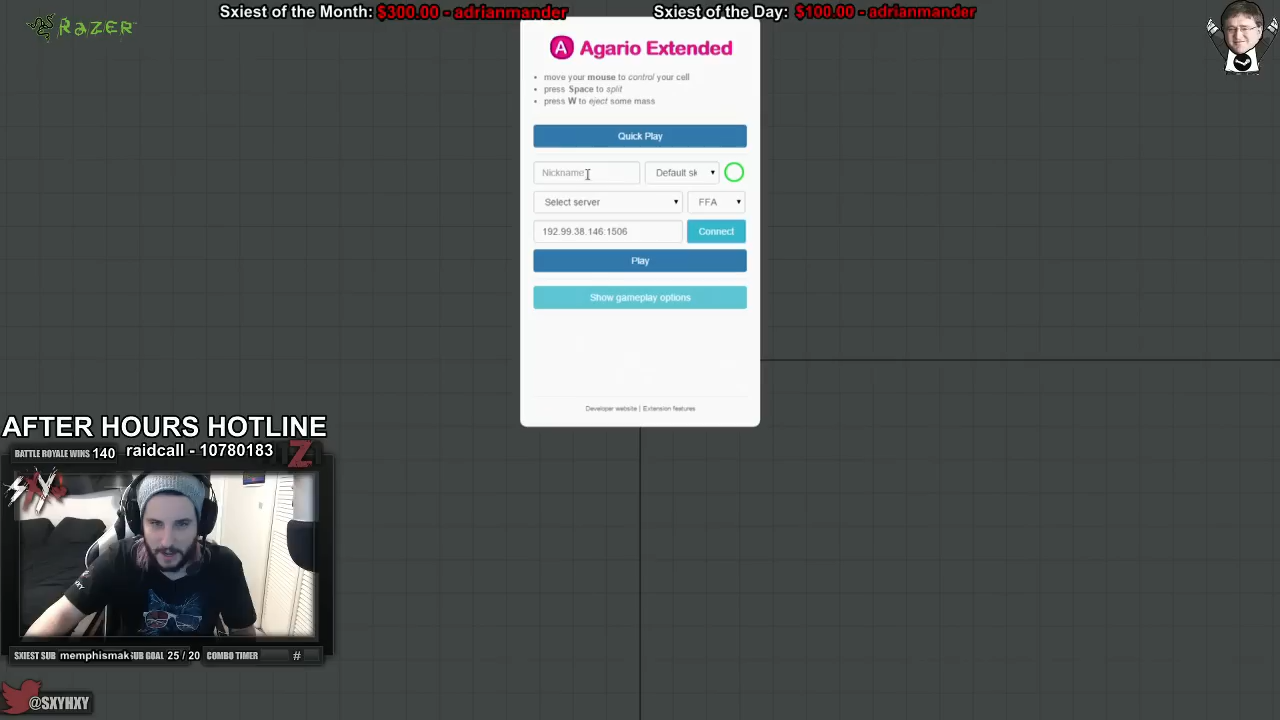 Sxiest of the Month: $300.00 - adrianmander
Sxiest of the Day: $100.00 - adrianmander
RAZER
A Agario Extended
move your mouse to control your cell
press Space to split
press W to eject some mass
Quick Play
Nickname
Default sk
Select server
FFA
192.99.38.146:1506
Connect
Play
Show gameplay options
Developer website | Extension features
AFTER HOURS HOTLINE
BATTLE ROYALE WINS 140
raidcall - 10780183
SXIEST SUB memphismak SUB GOAL 25 / 20 COMBO TIMER #
@SXYHXY